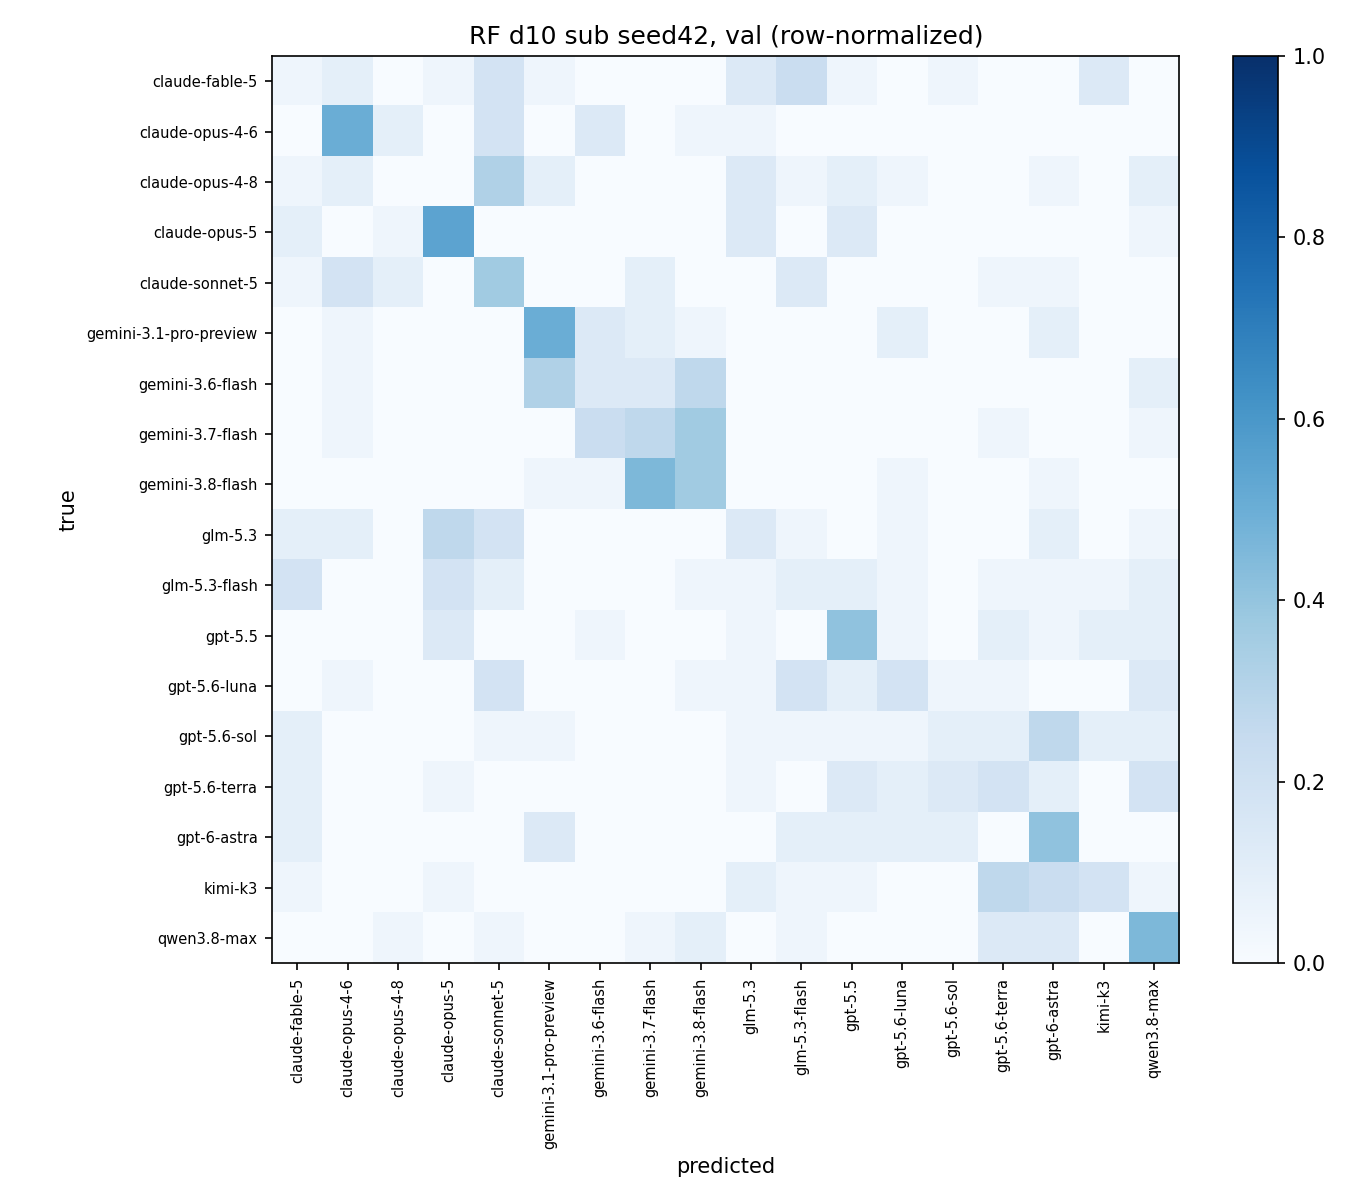 RF d10 sub seed42, val (row-normalized)
claude-fable-5
claude-opus-4-6
claude-opus-4-8
claude-opus-5
claude-sonnet-5
gemini-3.1-pro-preview
gemini-3.6-flash
gemini-3.7-flash
gemini-3.8-flash
glm-5.3
glm-5.3-flash
gpt-5.5
gpt-5.6-luna
gpt-5.6-sol
gpt-5.6-terra
gpt-6-astra
kimi-k3
qwen3.8-max
true
claude-fable-5
claude-opus-4-6
claude-opus-4-8
claude-opus-5
claude-sonnet-5
gemini-3.1-pro-preview
gemini-3.6-flash
gemini-3.7-flash
gemini-3.8-flash
glm-5.3
glm-5.3-flash
gpt-5.5
gpt-5.6-luna
gpt-5.6-sol
gpt-5.6-terra
gpt-6-astra
kimi-k3
qwen3.8-max
predicted
1.0
0.8
0.6
0.4
0.2
0.0